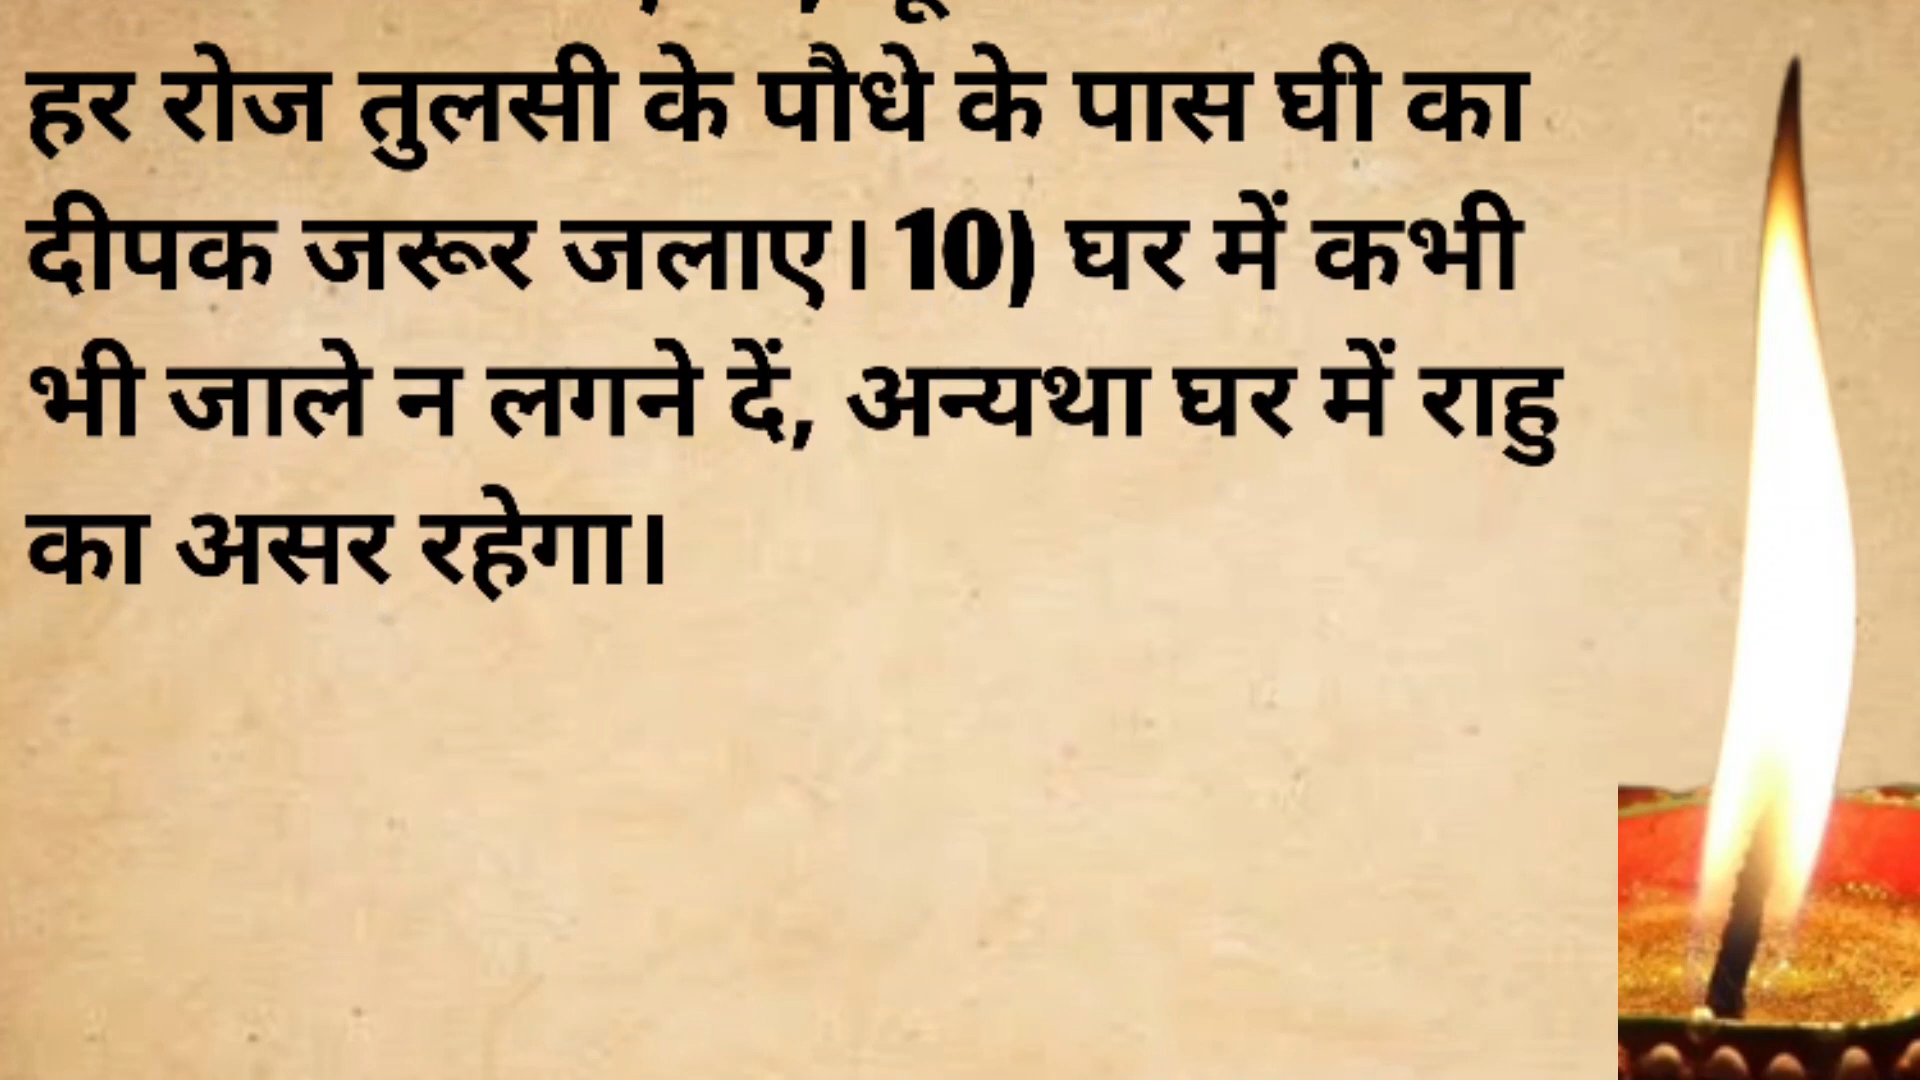 हर रोज तुलसी के पौधे के पास घी का
दीपक जरूर जलाए। 10) घर में कभी
भी जाले न लगने दें, अन्यथा घर में राहु
का असर रहेगा।